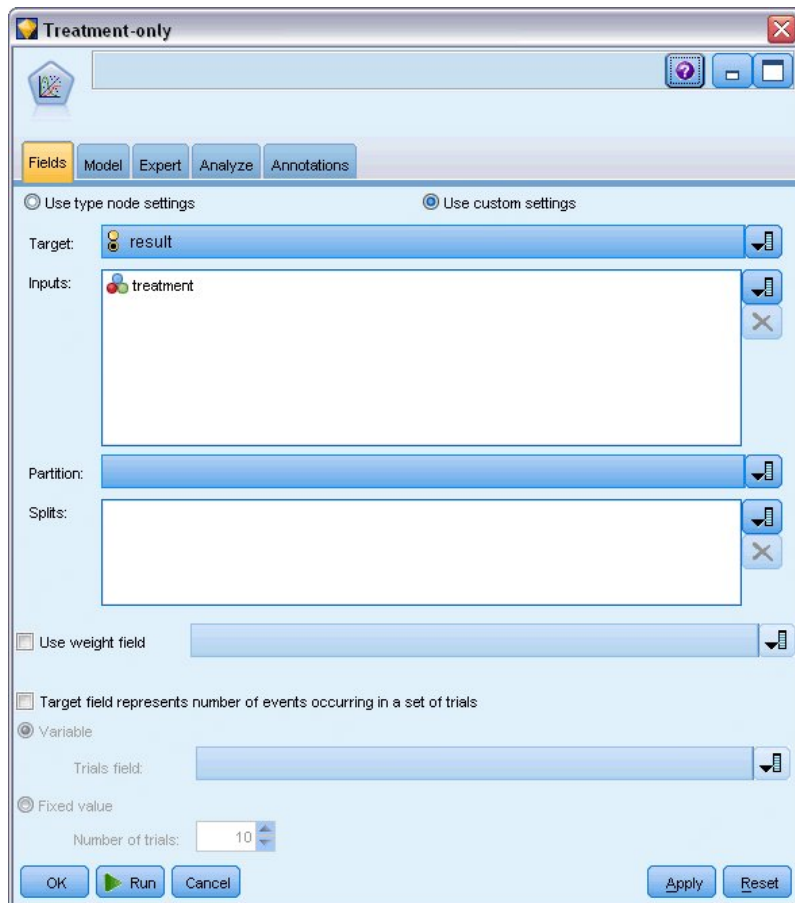 Treatment-only
?
Fields Model Expert Analyze Annotations
Use type node settings Use custom settings
Target: result
Inputs: treatment
Partition:
Splits:
Use weight field
Target field represents number of events occurring in a set of trials
Variable
Trials field:
Fixed value
Number of trials: 10
OK Run Cancel Apply Reset